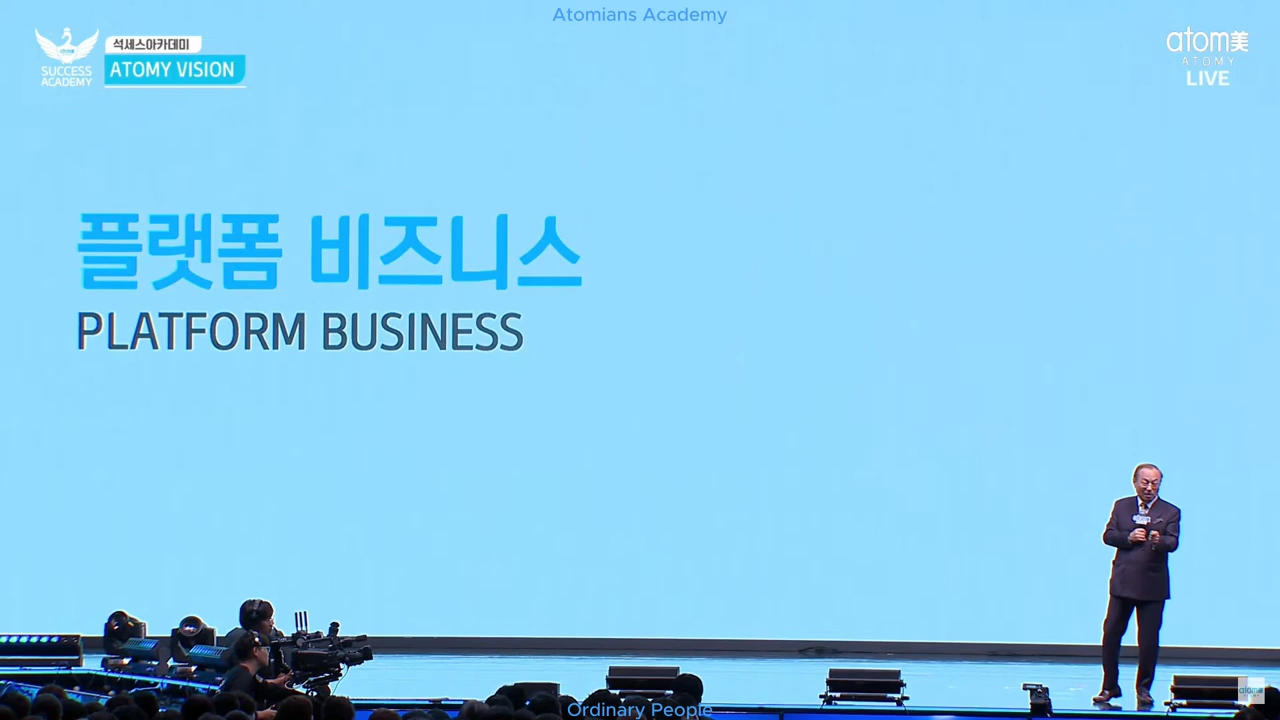 Atomians Academy
석세스아카데미
SUCCESS
ACADEMY
ATOMY VISION
atom美
ATOMY
LIVE
플랫폼 비즈니스
PLATFORM BUSINESS
Ordinary People